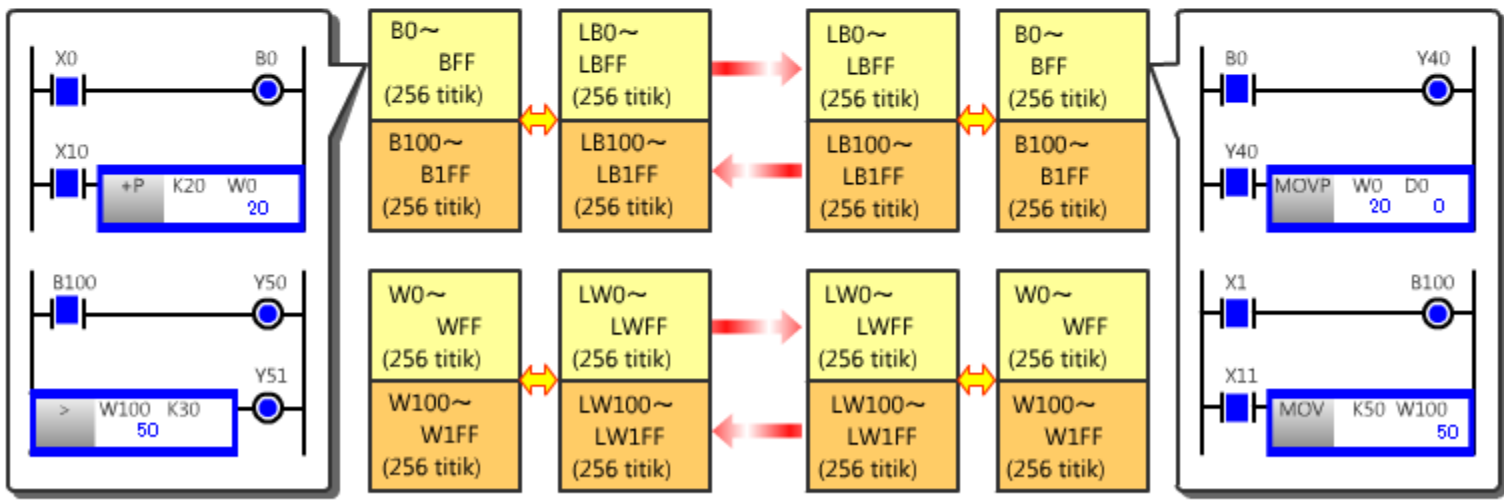 X0 B0
X10
+P K20 W0
20
B100 Y50
Y51
> W100 K30
50
B0~
BFF
(256 titik)
B100~
B1FF
(256 titik)
LB0~
LBFF
(256 titik)
LB100~
LB1FF
(256 titik)
LB0~
LBFF
(256 titik)
LB100~
LB1FF
(256 titik)
B0~
BFF
(256 titik)
B100~
B1FF
(256 titik)
W0~
WFF
(256 titik)
W100~
W1FF
(256 titik)
LW0~
LWFF
(256 titik)
LW100~
LW1FF
(256 titik)
LW0~
LWFF
(256 titik)
LW100~
LW1FF
(256 titik)
W0~
WFF
(256 titik)
W100~
W1FF
(256 titik)
B0 Y40
Y40
MOVP W0 D0
20 0
X1 B100
X11
MOV K50 W100
50